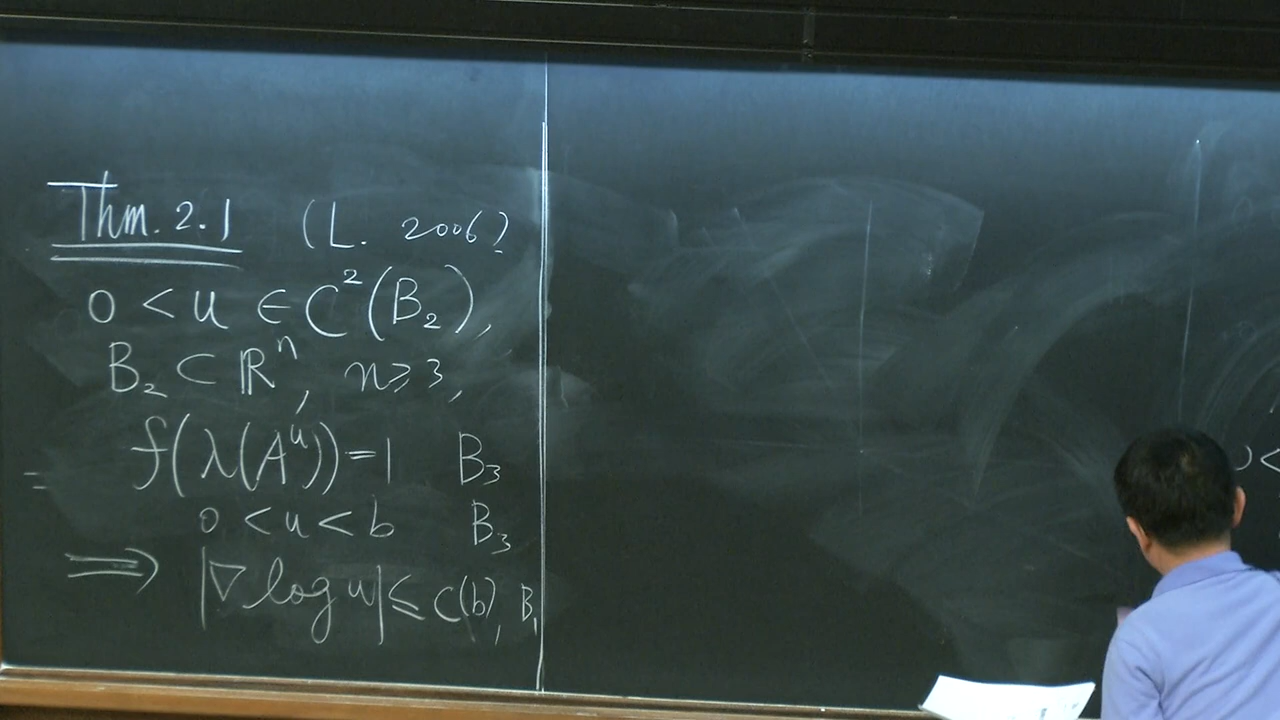 Thm. 2.1 (L. 2006)
0 < u ∈ C²(B₂),
B₂ ⊂ ℝⁿ, n ≥ 3,
f(λ(Aᵘ)) = 1 B₃
0 < u < b B₃
⟹ |∇ log u| ≤ C(b), B₁